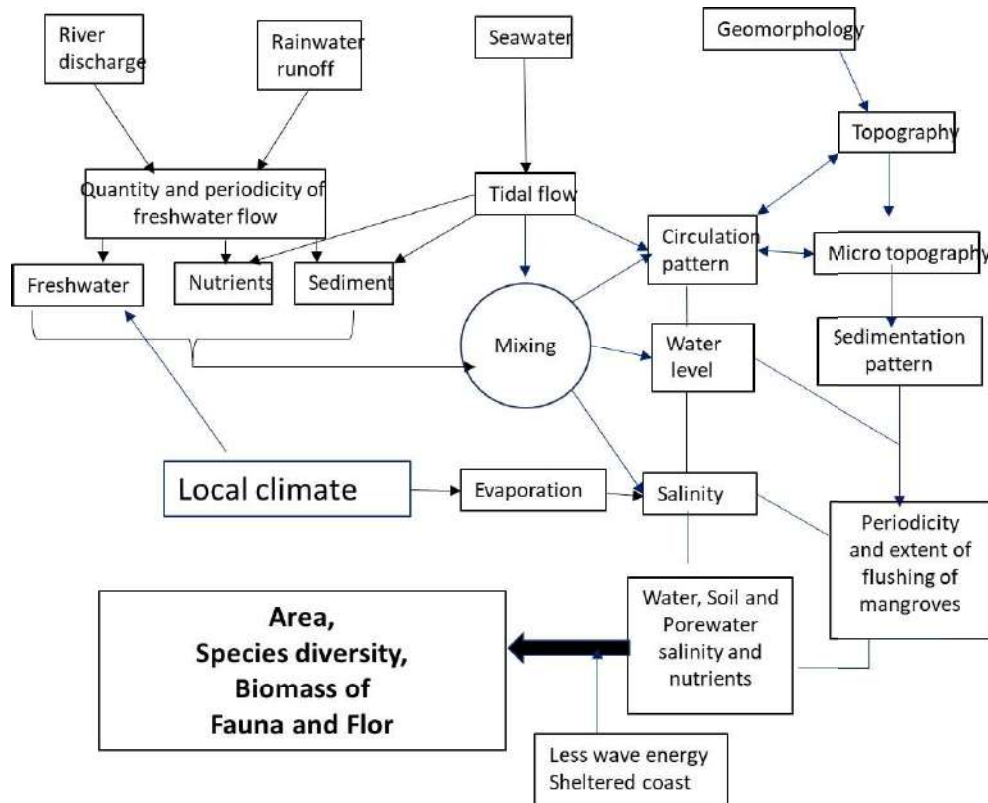 River
discharge
Rainwater
runoff
Seawater
Geomorphology
Topography
Quantity and periodicity of
freshwater flow
Tidal flow
Circulation
pattern
Micro topography
Freshwater
Nutrients
Sediment
Mixing
Water
level
Sedimentation
pattern
Local climate
Evaporation
Salinity
Periodicity
and extent of
flushing of
mangroves
Water, Soil and
Porewater
salinity and
nutrients
Area,
Species diversity,
Biomass of
Fauna and Flor
Less wave energy
Sheltered coast